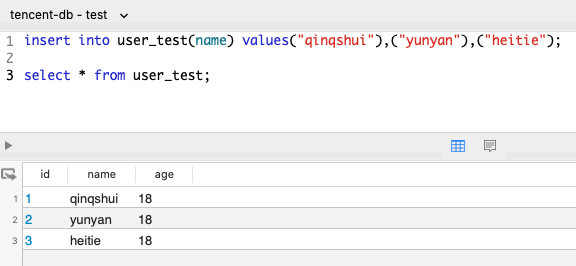 tencent-db - test
1 insert into user_test(name) values("qinqshui"),("yunyan"),("heitie");
2
3 select * from user_test;
id name age
1 1 qinqshui 18
2 2 yunyan 18
3 3 heitie 18